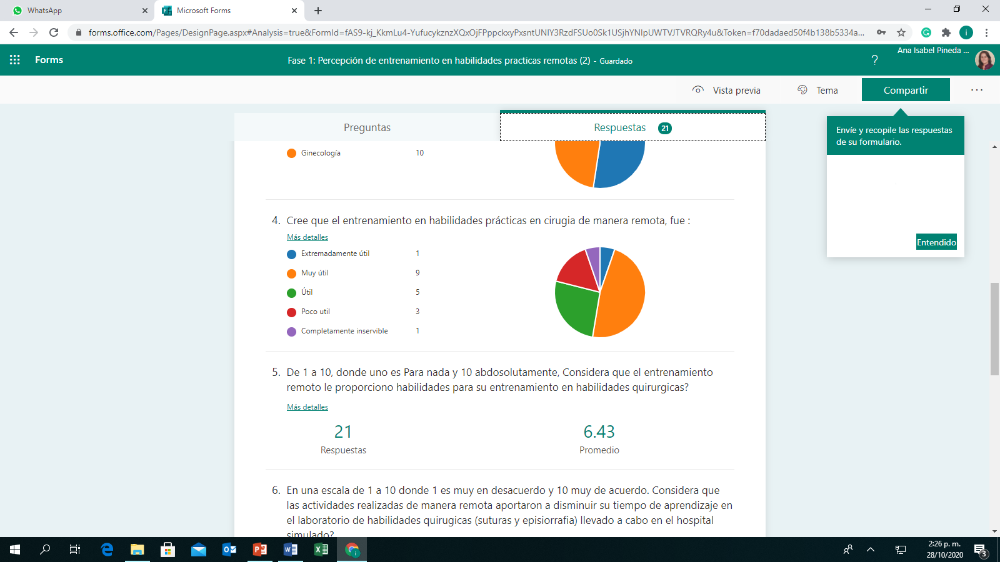 WhatsApp
Microsoft Forms
forms.office.com/Pages/DesignPage.aspx#Analysis=true&FormId=fAS9-kj_KkmLu4-YufucykznzXQxOjFPppckxyPxsntUNlY3RzdFSUo0Sk1USjhYNlpUWTVJTVRQRy4u&Token=f70dadaed50f4b138b5334a...
i
Forms
Fase 1: Percepción de entrenamiento en habilidades practicas remotas (2) - Guardado
?
Ana Isabel Pineda ...
Vista previa
Tema
Compartir
...
Preguntas
Respuestas 21
Envíe y recopile las respuestas
de su formulario.
Entendido
Ginecología 10
4. Cree que el entrenamiento en habilidades prácticas en cirugia de manera remota, fue :
Más detalles
Extremadamente útil 1
Muy útil 9
Útil 5
Poco util 3
Completamente inservible 1
5. De 1 a 10, donde uno es Para nada y 10 abdosolutamente, Considera que el entrenamiento
remoto le proporciono habilidades para su entrenamiento en habilidades quirurgicas?
Más detalles
21 6.43
Respuestas Promedio
6. En una escala de 1 a 10 donde 1 es muy en desacuerdo y 10 muy de acuerdo. Considera que
las actividades realizadas de manera remota aportaron a disminuir su tiempo de aprendizaje en
el laboratorio de habilidades quirugicas (suturas y episiorrafia) llevado a cabo en el hospital
simulado?
2:26 p. m.
28/10/2020
3